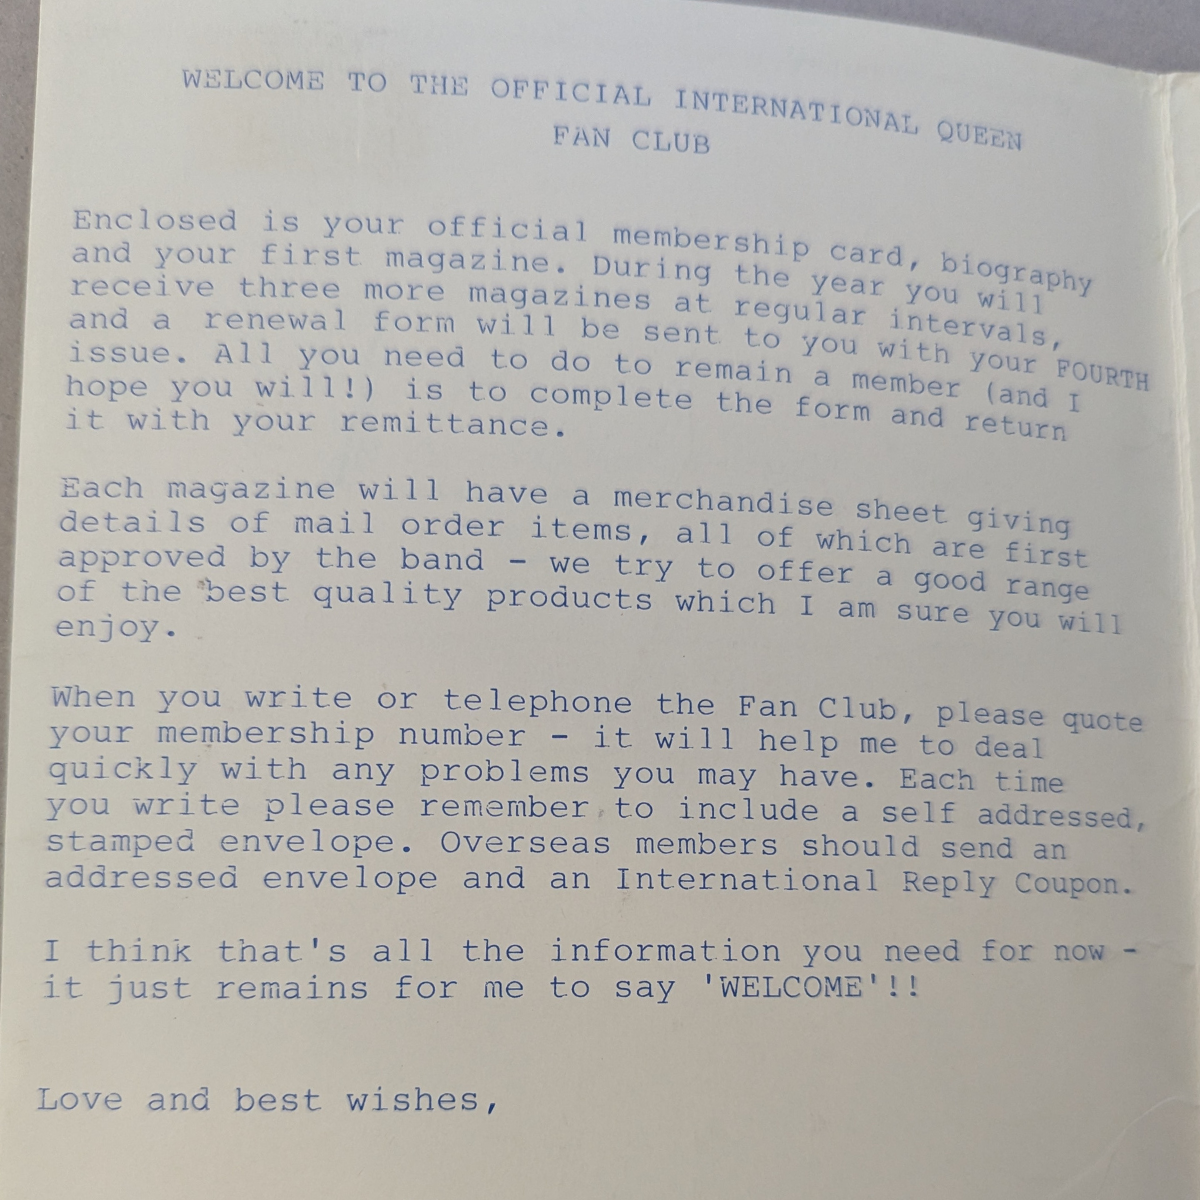 WELCOME TO THE OFFICIAL INTERNATIONAL QUEEN
FAN CLUB
Enclosed is your official membership card, biography
and your first magazine. During the year you will
receive three more magazines at regular intervals,
and a renewal form will be sent to you with your FOURTH
issue. All you need to do to remain a member (and I
hope you will!) is to complete the form and return
it with your remittance.
Each magazine will have a merchandise sheet giving
details of mail order items, all of which are first
approved by the band - we try to offer a good range
of the best quality products which I am sure you will
enjoy.
When you write or telephone the Fan Club, please quote
your membership number - it will help me to deal
quickly with any problems you may have. Each time
you write please remember to include a self addressed,
stamped envelope. Overseas members should send an
addressed envelope and an International Reply Coupon.
I think that's all the information you need for now -
it just remains for me to say 'WELCOME'!!
Love and best wishes,